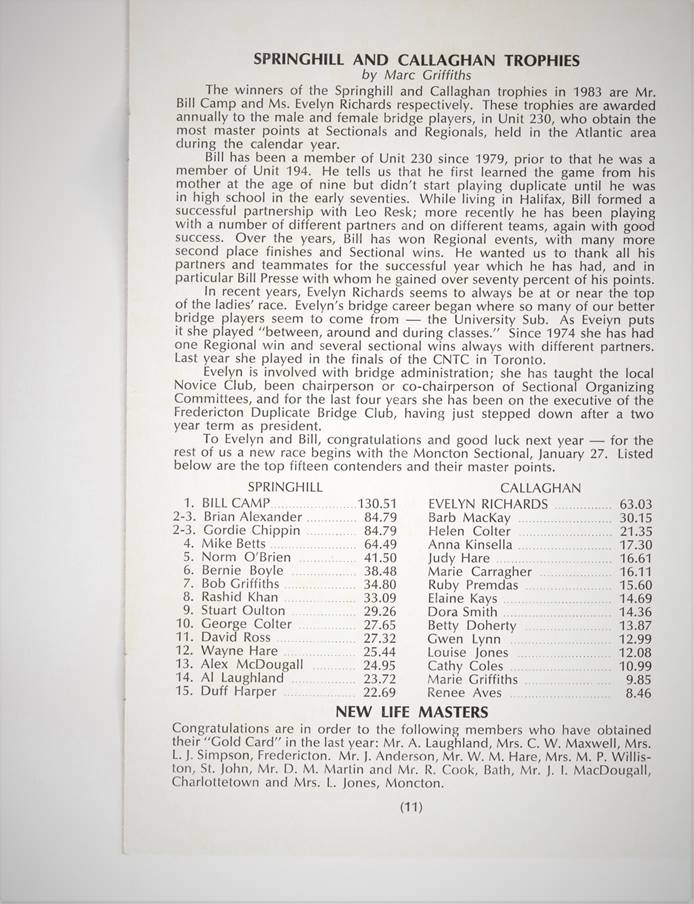 SPRINGHILL AND CALLAGHAN TROPHIES
by Marc Griffiths
The winners of the Springhill and Callaghan trophies in 1983 are Mr.
Bill Camp and Ms. Evelyn Richards respectively. These trophies are awarded
annually to the male and female bridge players, in Unit 230, who obtain the
most master points at Sectionals and Regionals, held in the Atlantic area
during the calendar year.
Bill has been a member of Unit 230 since 1979, prior to that he was a
member of Unit 194. He tells us that he first learned the game from his
mother at the age of nine but didn't start playing duplicate until he was
in high school in the early seventies. While living in Halifax, Bill formed a
successful partnership with Leo Resk; more recently he has been playing
with a number of different partners and on different teams, again with good
success. Over the years, Bill has won Regional events, with many more
second place finishes and Sectional wins. He wanted us to thank all his
partners and teammates for the successful year which he has had, and in
particular Bill Presse with whom he gained over seventy percent of his points.
In recent years, Evelyn Richards seems to always be at or near the top
of the ladies' race. Evelyn's bridge career began where so many of our better
bridge players seem to come from — the University Sub. As Evelyn puts
it she played "between, around and during classes." Since 1974 she has had
one Regional win and several sectional wins always with different partners.
Last year she played in the finals of the CNTC in Toronto.
Evelyn is involved with bridge administration; she has taught the local
Novice Club, been chairperson or co-chairperson of Sectional Organizing
Committees, and for the last four years she has been on the executive of the
Fredericton Duplicate Bridge Club, having just stepped down after a two
year term as president.
To Evelyn and Bill, congratulations and good luck next year — for the
rest of us a new race begins with the Moncton Sectional, January 27. Listed
below are the top fifteen contenders and their master points.
SPRINGHILL CALLAGHAN
1. BILL CAMP 130.51 EVELYN RICHARDS 63.03
2-3. Brian Alexander 84.79 Barb MacKay 30.15
2-3. Gordie Chippin 84.79 Helen Colter 21.35
4. Mike Betts 64.49 Anna Kinsella 17.30
5. Norm O'Brien 41.50 Judy Hare 16.61
6. Bernie Boyle 38.48 Marie Carragher 16.11
7. Bob Griffiths 34.80 Ruby Premdas 15.60
8. Rashid Khan 33.09 Elaine Kays 14.69
9. Stuart Oulton 29.26 Dora Smith 14.36
10. George Colter 27.65 Betty Doherty 13.87
11. David Ross 27.32 Gwen Lynn 12.99
12. Wayne Hare 25.44 Louise Jones 12.08
13. Alex McDougall 24.95 Cathy Coles 10.99
14. Al Laughland 23.72 Marie Griffiths 9.85
15. Duff Harper 22.69 Renee Aves 8.46
NEW LIFE MASTERS
Congratulations are in order to the following members who have obtained
their "Gold Card" in the last year: Mr. A. Laughland, Mrs. C. W. Maxwell, Mrs.
L. J. Simpson, Fredericton. Mr. J. Anderson, Mr. W. M. Hare, Mrs. M. P. Willis-
ton, St. John, Mr. D. M. Martin and Mr. R. Cook, Bath, Mr. J. I. MacDougall,
Charlottetown and Mrs. L. Jones, Moncton.
(11)